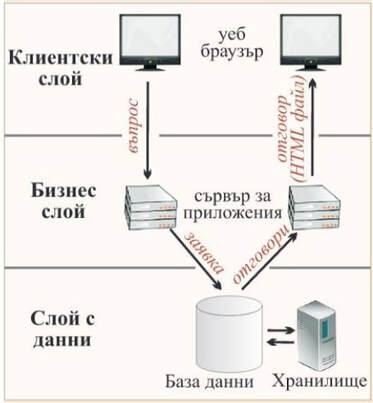 Клиентски
слой
уеб
браузър
въпрос
отговор
(HTML файл)
Бизнес
слой
сървър за
приложения
заявка
отговори
Слой с
данни
База данни
Хранилище